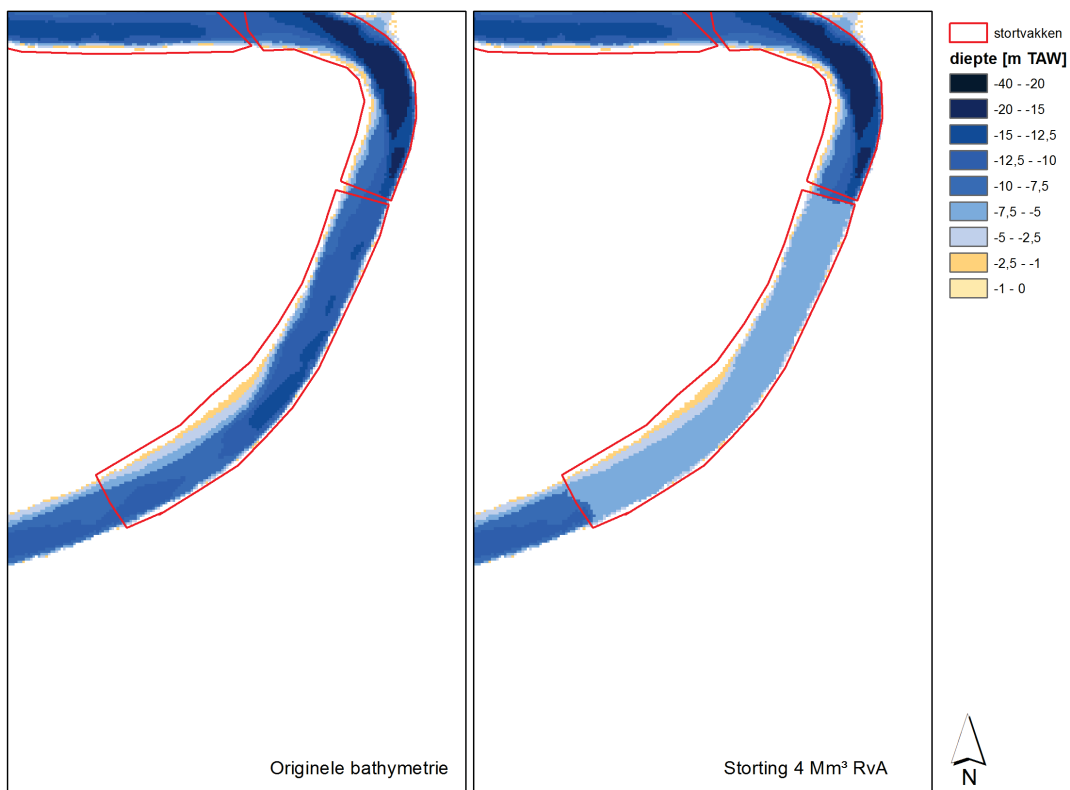 stortvakken
diepte [m TAW]
-40 - -20
-20 - -15
-15 - -12,5
-12,5 - -10
-10 - -7,5
-7,5 - -5
-5 - -2,5
-2,5 - -1
-1 - 0
Originele bathymetrie
Storting 4 Mm³ RvA
N